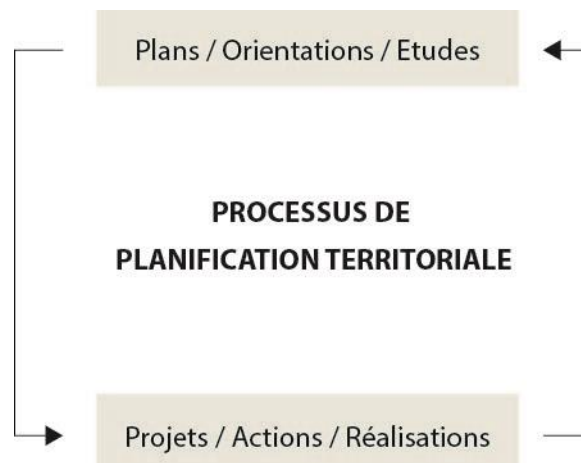 Plans / Orientations / Etudes
PROCESSUS DE
PLANIFICATION TERRITORIALE
Projets / Actions / Réalisations